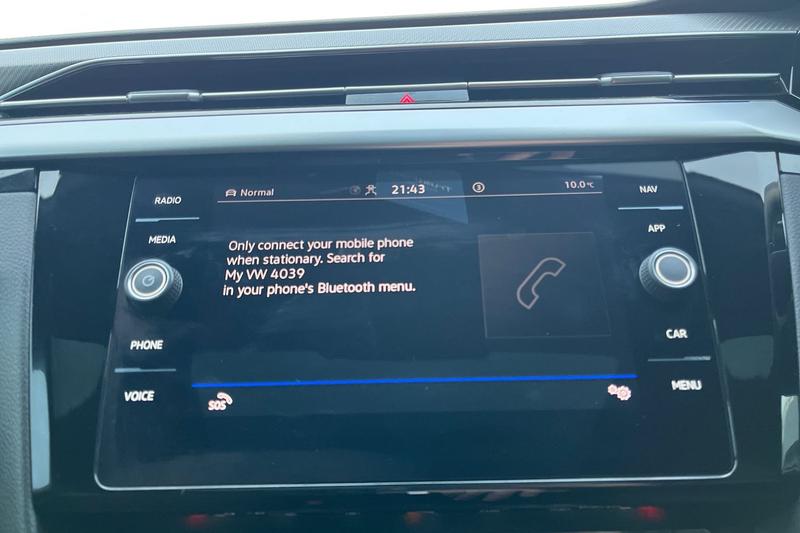 RADIO
MEDIA
PHONE
VOICE
Normal
21:43
3
10.0°C
Only connect your mobile phone
when stationary. Search for
My VW 4039
in your phone's Bluetooth menu.
SOS
NAV
APP
CAR
MENU